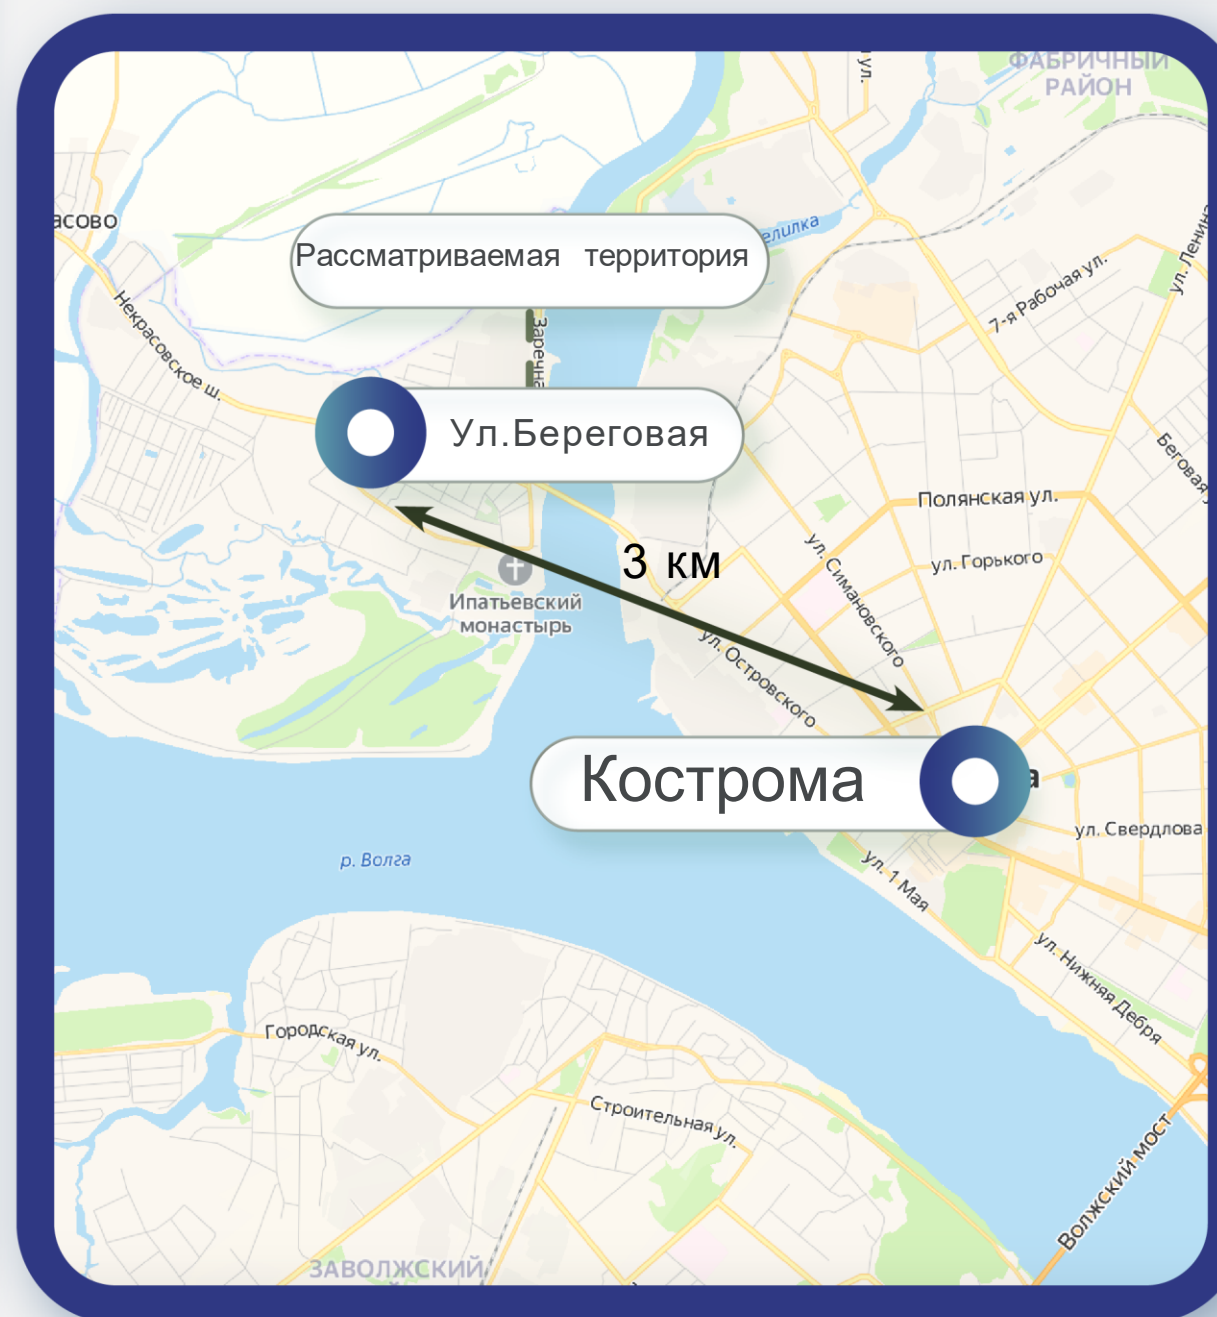 ул.
ФАБРИЧНЫЙ
РАЙОН
асово
елилка
Рассматриваемая территория
ул. Ленина
7-я Рабочая ул.
Некрасовское ш.
Заречна
Ул.Береговая
Беговая у
Полянская ул.
ул. Симановского
ул. Горького
3 км
Ипатьевский
монастырь
ул. Островского
Кострома
а
ул. Свердлова
р. Волга
ул. 1 Мая
ул. Нижняя Дебря
Городская ул.
Строительная ул.
Волжский мост
ЗАВОЛЖСКИЙ